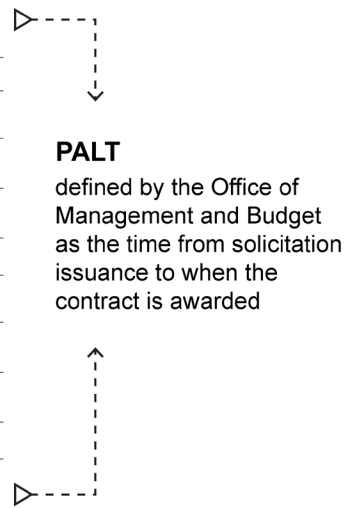 PALT
defined by the Office of
Management and Budget
as the time from solicitation
issuance to when the
contract is awarded